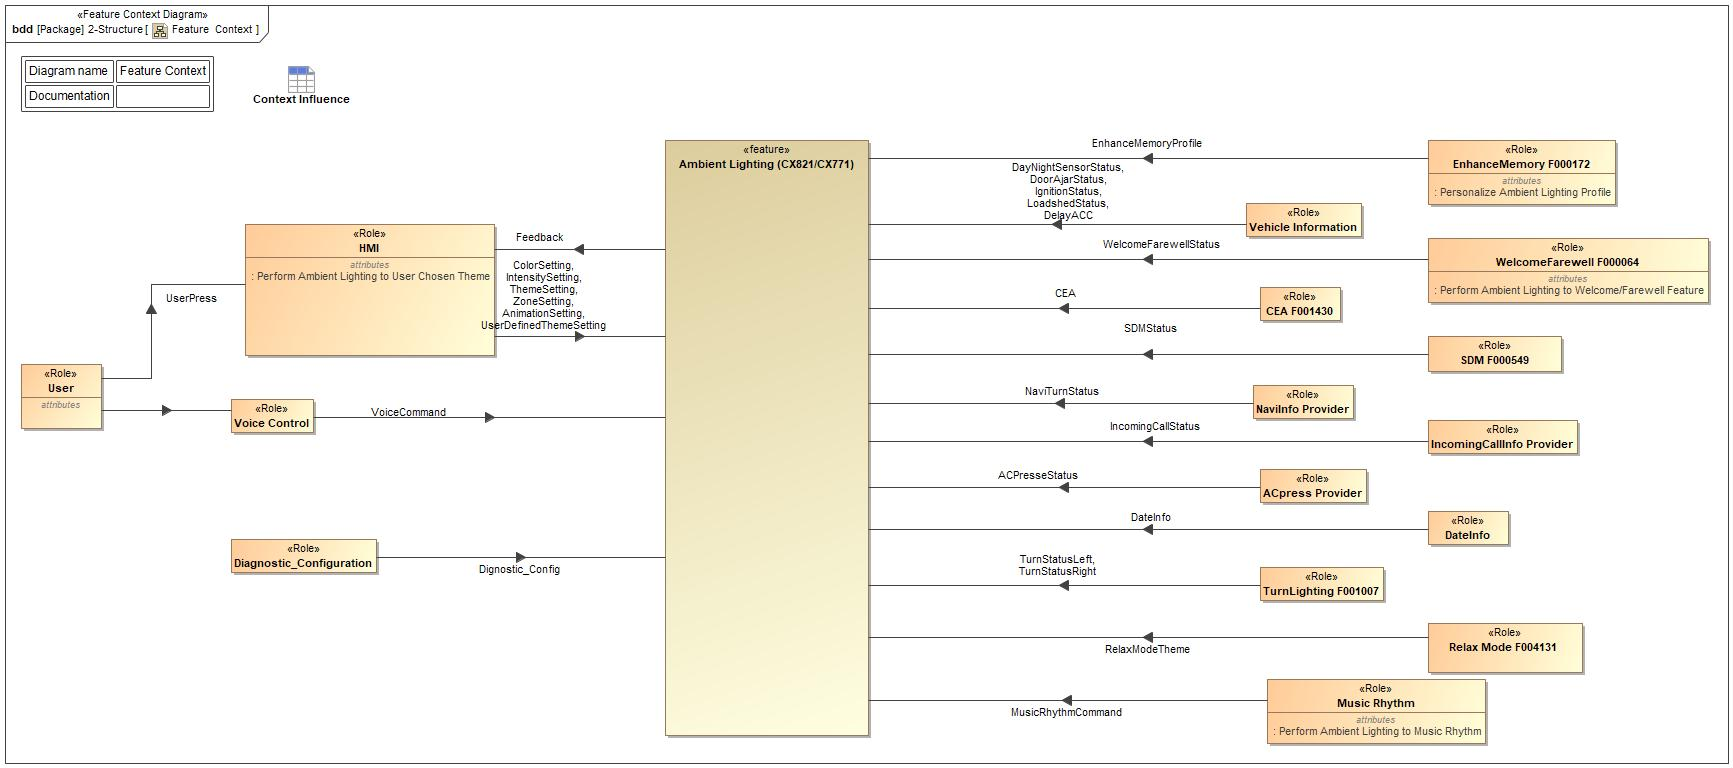 «Feature Context Diagram»
bdd [Package] 2-Structure [ Feature Context ]
Diagram name Feature Context
Documentation
Context Influence
«feature»
Ambient Lighting (CX821/CX771)
«Role»
HMI
attributes
: Perform Ambient Lighting to User Chosen Theme
Feedback
ColorSetting,
IntensitySetting,
ThemeSetting,
ZoneSetting,
AnimationSetting,
UserDefinedThemeSetting
UserPress
«Role»
User
attributes
«Role»
Voice Control
VoiceCommand
«Role»
Diagnostic_Configuration
Dignostic_Config
EnhanceMemoryProfile
«Role»
EnhanceMemory F000172
attributes
: Personalize Ambient Lighting Profile
DayNightSensorStatus,
DoorAjarStatus,
IgnitionStatus,
LoadshedStatus,
DelayACC
«Role»
Vehicle Information
WelcomeFarewellStatus
«Role»
WelcomeFarewell F000064
attributes
: Perform Ambient Lighting to Welcome/Farewell Feature
CEA
«Role»
CEA F001430
SDMStatus
«Role»
SDM F000549
NaviTurnStatus
«Role»
NaviInfo Provider
IncomingCallStatus
«Role»
IncomingCallInfo Provider
ACPresseStatus
«Role»
ACpress Provider
DateInfo
«Role»
DateInfo
TurnStatusLeft,
TurnStatusRight
«Role»
TurnLighting F001007
RelaxModeTheme
«Role»
Relax Mode F004131
MusicRhythmCommand
«Role»
Music Rhythm
attributes
: Perform Ambient Lighting to Music Rhythm